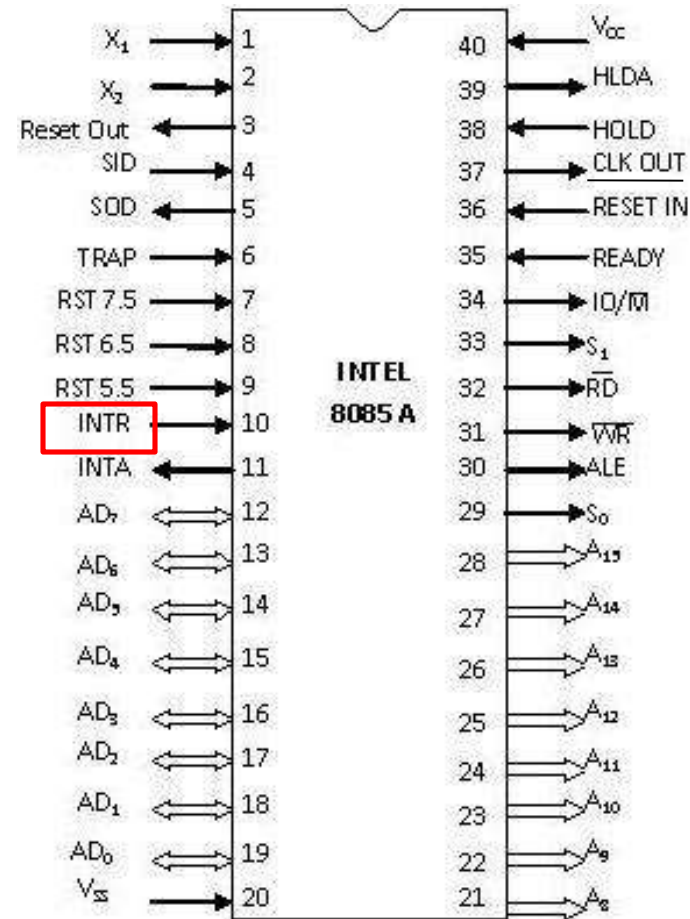 X₁ 1 40 Vcc
X₂ 2 39 HLDA
Reset Out 3 38 HOLD
SID 4 37 CLK OUT
SOD 5 36 RESET IN
TRAP 6 35 READY
RST 7.5 7 34 IO/M̅
RST 6.5 8 33 S₁
RST 5.5 9 32 R̅D̅
INTR 10 31 W̅R̅
INTA 11 30 ALE
AD₇ 12 29 S₀
AD₆ 13 28 A₁₅
AD₅ 14 27 A₁₄
AD₄ 15 26 A₁₃
AD₃ 16 25 A₁₂
AD₂ 17 24 A₁₁
AD₁ 18 23 A₁₀
AD₀ 19 22 A₉
Vss 20 21 A₈
INTEL
8085 A